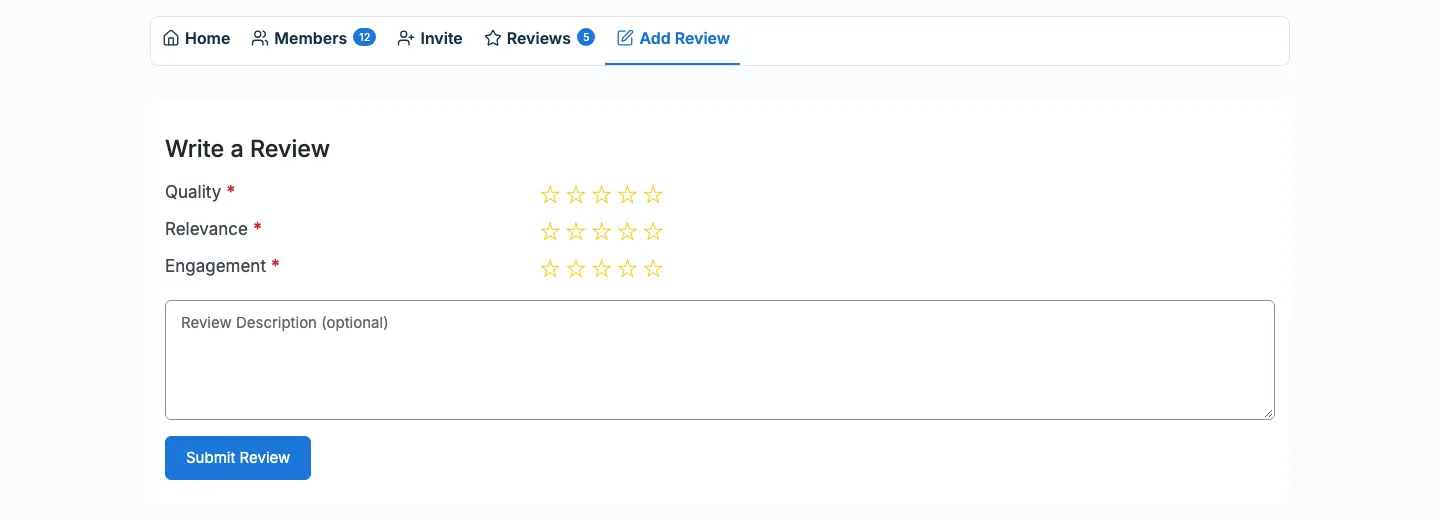 Home Members 12 Invite Reviews 5 Add Review
Write a Review
Quality *
Relevance *
Engagement *
Review Description (optional)
Submit Review